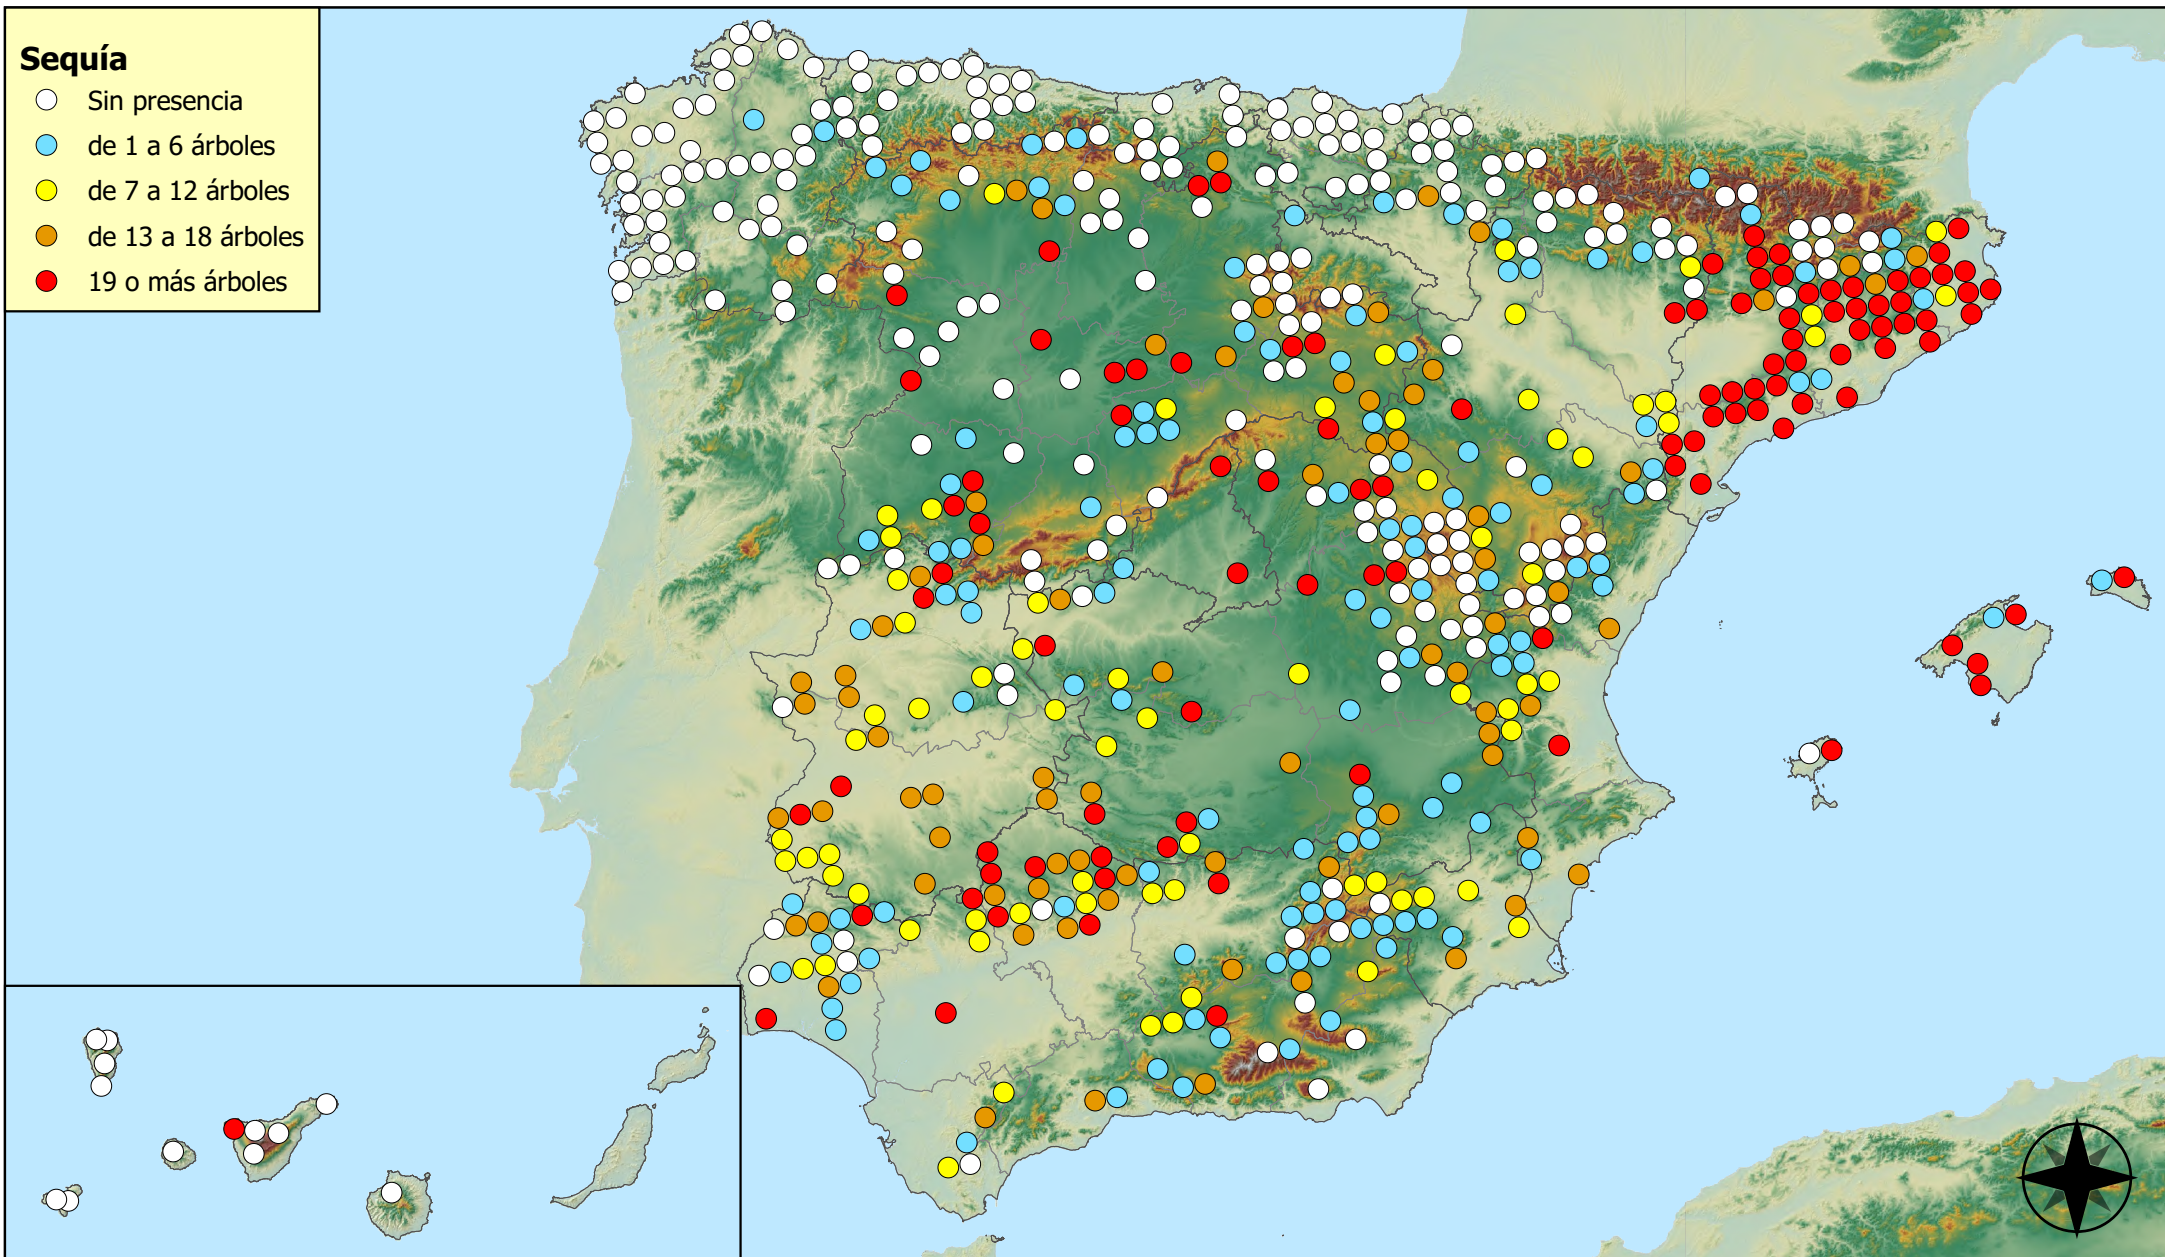 Sequía
Sin presencia
de 1 a 6 árboles
de 7 a 12 árboles
de 13 a 18 árboles
19 o más árboles